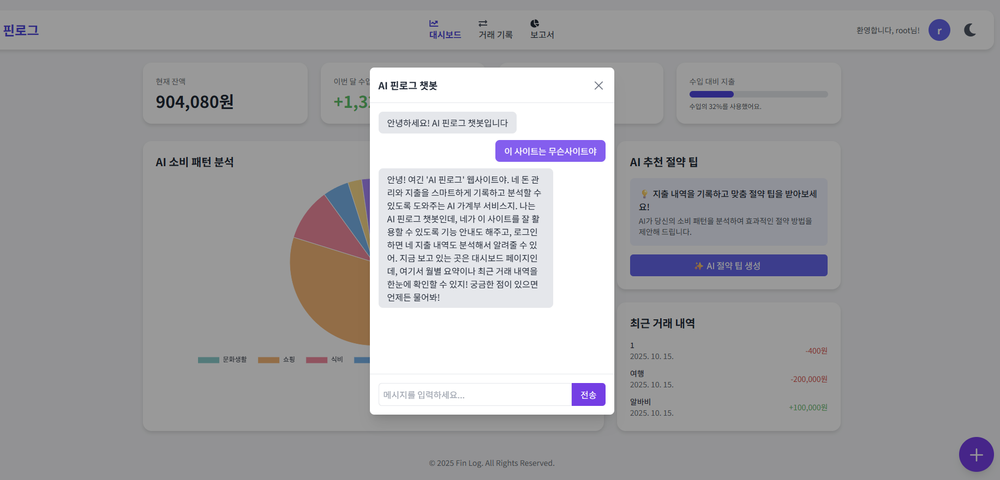 핀로그
대시보드
거래 기록
보고서
환영합니다, root님!
r
현재 잔액
904,080원
이번 달 수입
+1,3
수입 대비 지출
수입의 32%를 사용했어요.
AI 소비 패턴 분석
문화생활
쇼핑
식비
AI 핀로그 챗봇
안녕하세요! AI 핀로그 챗봇입니다
이 사이트는 무슨사이트야
안녕! 여긴 'AI 핀로그' 웹사이트야. 네 돈 관
리와 지출을 스마트하게 기록하고 분석할 수
있도록 도와주는 AI 가계부 서비스지. 나는
AI 핀로그 챗봇인데, 네가 이 사이트를 잘 활
용할 수 있도록 기능 안내도 해주고, 로그인
하면 네 지출 내역도 분석해서 알려줄 수 있
어. 지금 보고 있는 곳은 대시보드 페이지인
데, 여기서 월별 요약이나 최근 거래 내역을
한눈에 확인할 수 있지! 궁금한 점이 있으면
언제든 물어봐!
메시지를 입력하세요...
전송
AI 추천 절약 팁
💡 지출 내역을 기록하고 맞춤 절약 팁을 받아보세
요!
AI가 당신의 소비 패턴을 분석하여 효과적인 절약 방법을
제안해 드립니다.
✨ AI 절약 팁 생성
최근 거래 내역
1
2025. 10. 15.
-400원
여행
2025. 10. 15.
-200,000원
알바비
2025. 10. 15.
+100,000원
© 2025 Fin Log. All Rights Reserved.